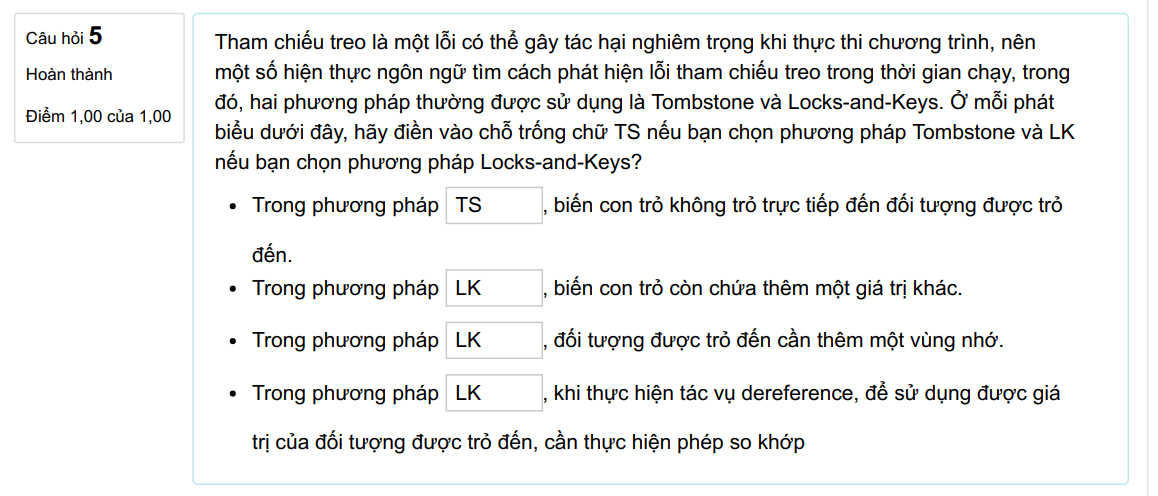 Câu hỏi 5
Hoàn thành
Điểm 1,00 của 1,00
Tham chiếu treo là một lỗi có thể gây tác hại nghiêm trọng khi thực thi chương trình, nên
một số hiện thực ngôn ngữ tìm cách phát hiện lỗi tham chiếu treo trong thời gian chạy, trong
đó, hai phương pháp thường được sử dụng là Tombstone và Locks-and-Keys. Ở mỗi phát
biểu dưới đây, hãy điền vào chỗ trống chữ TS nếu bạn chọn phương pháp Tombstone và LK
nếu bạn chọn phương pháp Locks-and-Keys?
• Trong phương pháp TS, biến con trỏ không trỏ trực tiếp đến đối tượng được trỏ
đến.
• Trong phương pháp LK, biến con trỏ còn chứa thêm một giá trị khác.
• Trong phương pháp LK, đối tượng được trỏ đến cần thêm một vùng nhớ.
• Trong phương pháp LK, khi thực hiện tác vụ dereference, để sử dụng được giá
trị của đối tượng được trỏ đến, cần thực hiện phép so khớp